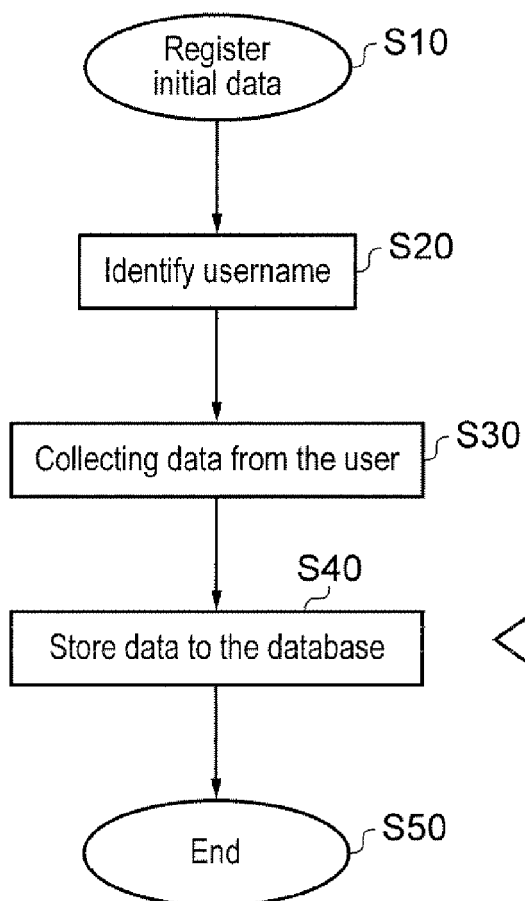 Register
initial data
S10
Identify username
S20
Collecting data from the user
S30
S40
Store data to the database
End
S50